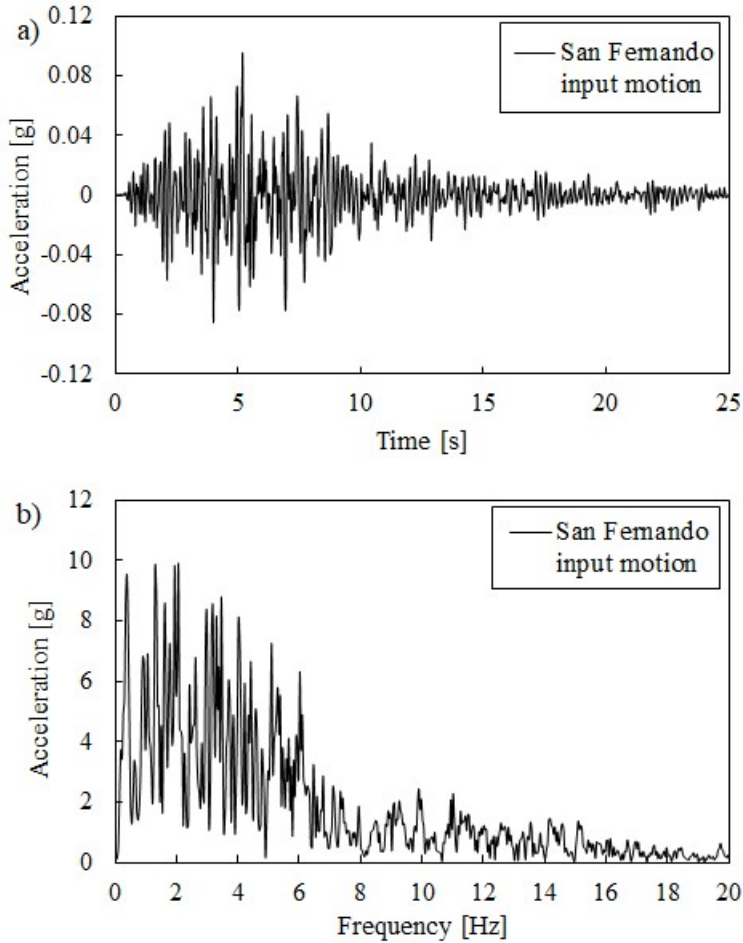 a)
0.12
0.08
0.04
0
-0.04
-0.08
-0.12
Acceleration [g]
San Fernando
input motion
0 5 10 15 20 25
Time [s]
b)
12
10
8
6
4
2
0
Acceleration [g]
San Fernando
input motion
0 2 4 6 8 10 12 14 16 18 20
Frequency [Hz]